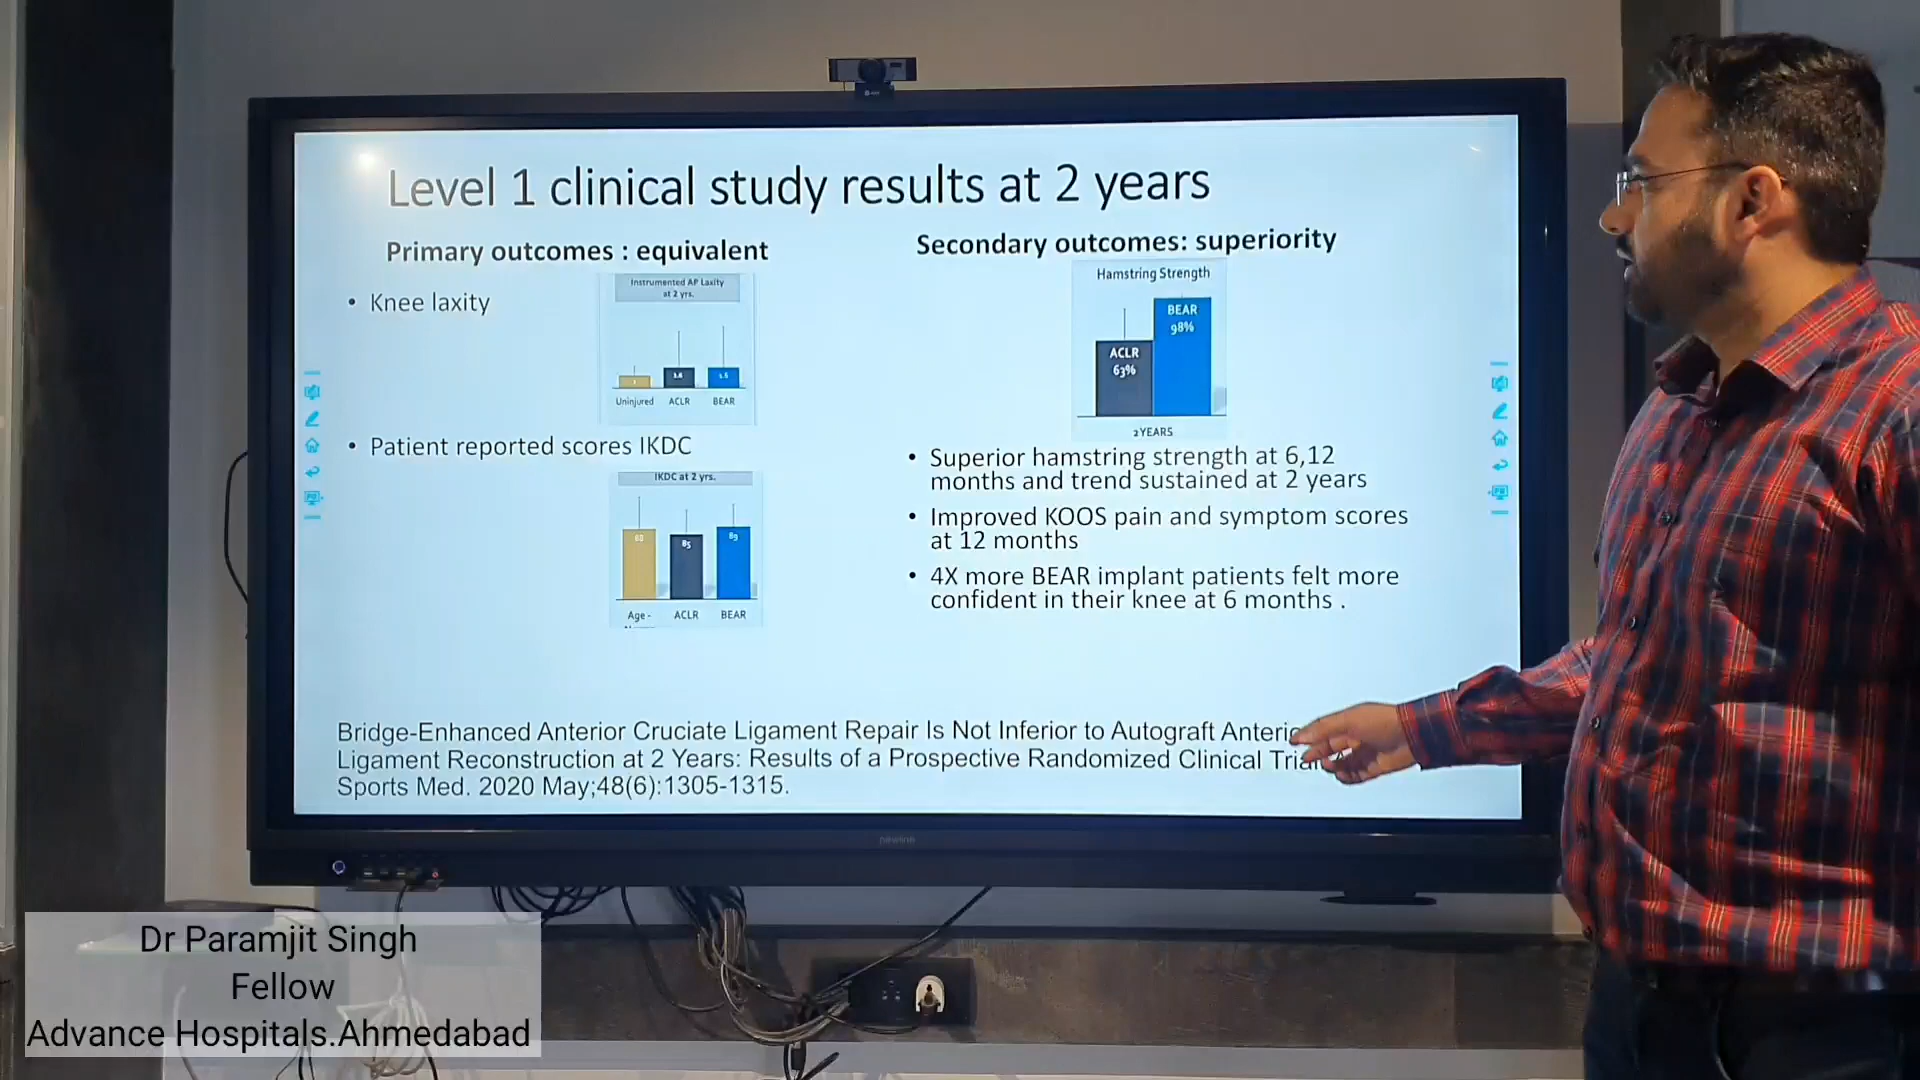 Level 1 clinical study results at 2 years
Primary outcomes : equivalent
• Knee laxity
Instrumented AP Laxity
at 2 yrs.
Uninjured ACLR BEAR
• Patient reported scores IKDC
IKDC at 2 yrs.
85 89
Age- ACLR BEAR
Secondary outcomes: superiority
Hamstring Strength
BEAR
98%
ACLR
63%
2YEARS
• Superior hamstring strength at 6,12
months and trend sustained at 2 years
• Improved KOOS pain and symptom scores
at 12 months
• 4X more BEAR implant patients felt more
confident in their knee at 6 months .
Bridge-Enhanced Anterior Cruciate Ligament Repair Is Not Inferior to Autograft
Ligament Reconstruction at 2 Years: Results of a Prospective Randomized Clinical
Sports Med. 2020 May;48(6):1305-1315.
Dr Paramjit Singh
Fellow
Advance Hospitals.Ahmedabad